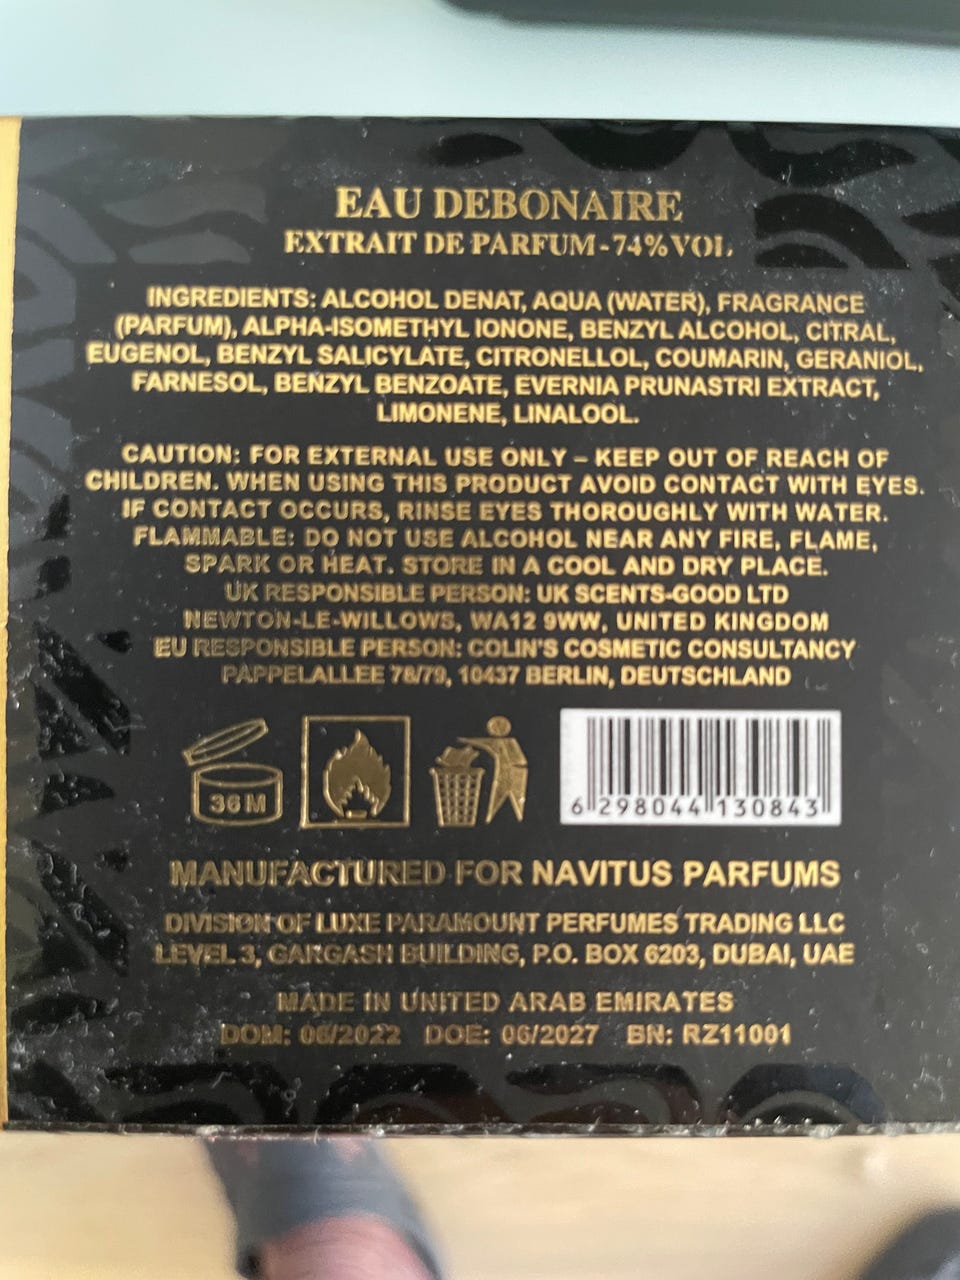 EAU DEBONAIRE
EXTRAIT DE PARFUM-74% VOL.
INGREDIENTS: ALCOHOL DENAT, AQUA (WATER), FRAGRANCE
(PARFUM), ALPHA-ISOMETHYL IONONE, BENZYL ALCOHOL, CITRAL,
EUGENOL, BENZYL SALICYLATE, CITRONELLOL, COUMARIN, GERANIOL,
FARNESOL, BENZYL BENZOATE, EVERNIA PRUNASTRI EXTRACT,
LIMONENE, LINALOOL.
CAUTION: FOR EXTERNAL USE ONLY – KEEP OUT OF REACH OF
CHILDREN. WHEN USING THIS PRODUCT AVOID CONTACT WITH EYES.
IF CONTACT OCCURS, RINSE EYES THOROUGHLY WITH WATER.
FLAMMABLE: DO NOT USE ALCOHOL NEAR ANY FIRE, FLAME,
SPARK OR HEAT. STORE IN A COOL AND DRY PLACE.
UK RESPONSIBLE PERSON: UK SCENTS-GOOD LTD
NEWTON-LE-WILLOWS, WA12 9WW, UNITED KINGDOM
EU RESPONSIBLE PERSON: COLIN'S COSMETIC CONSULTANCY
PAPPELALLEE 78/79, 10437 BERLIN, DEUTSCHLAND
36 M
6 298044 130843
MANUFACTURED FOR NAVITUS PARFUMS
DIVISION OF LUXE PARAMOUNT PERFUMES TRADING LLC
LEVEL 3, GARGASH BUILDING, P.O. BOX 6203, DUBAI, UAE
MADE IN UNITED ARAB EMIRATES
DOM: 06/2022 DOE: 06/2027 BN: RZ11001